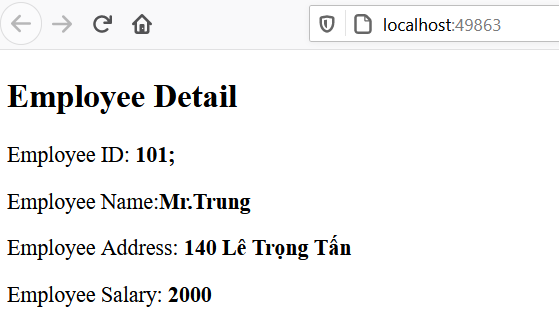 localhost:49863
Employee Detail
Employee ID: 101;
Employee Name:Mr.Trung
Employee Address: 140 Lê Trọng Tấn
Employee Salary: 2000